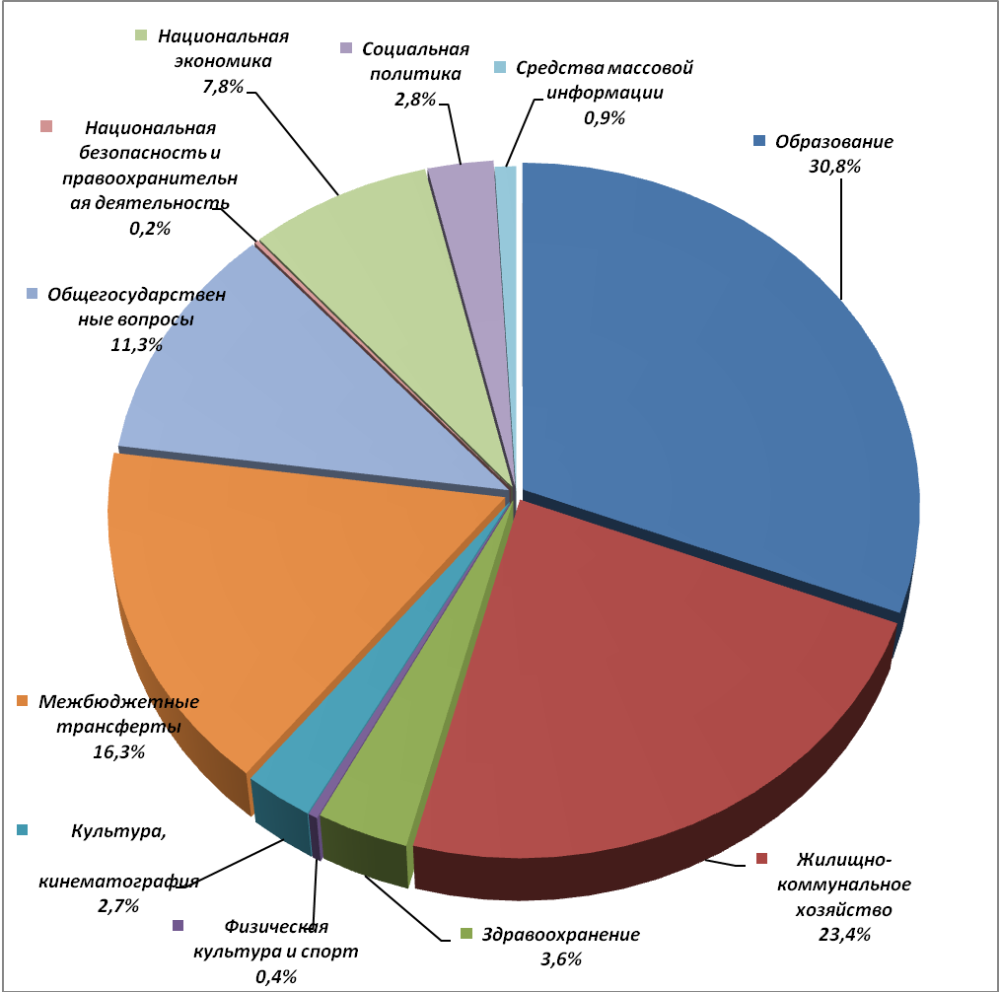 Национальная
экономика
7,8%
Социальная
политика
2,8%
Средства массовой
информации
0,9%
Национальная
безопасность и
правоохранительн
ая деятельность
0,2%
Образование
30,8%
Общегосударствен
ные вопросы
11,3%
Межбюджетные
трансферты
16,3%
Культура,
кинематография
2,7%
Физическая
культура и спорт
0,4%
Здравоохранение
3,6%
Жилищно-
коммунальное
хозяйство
23,4%